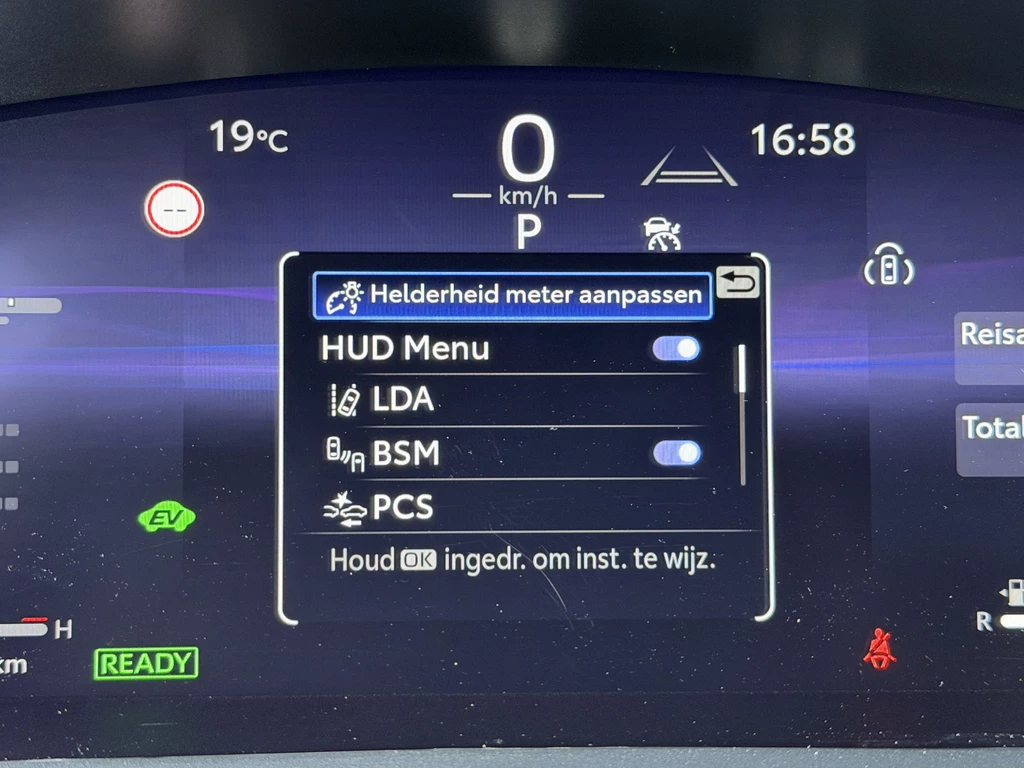 19°C
0
16:58
km/h
--
P
Helderheid meter aanpassen
HUD Menu
Reisa
LDA
Total
BSM
PCS
EV
Houd OK ingedr. om inst. te wijz.
H
R
km
READY